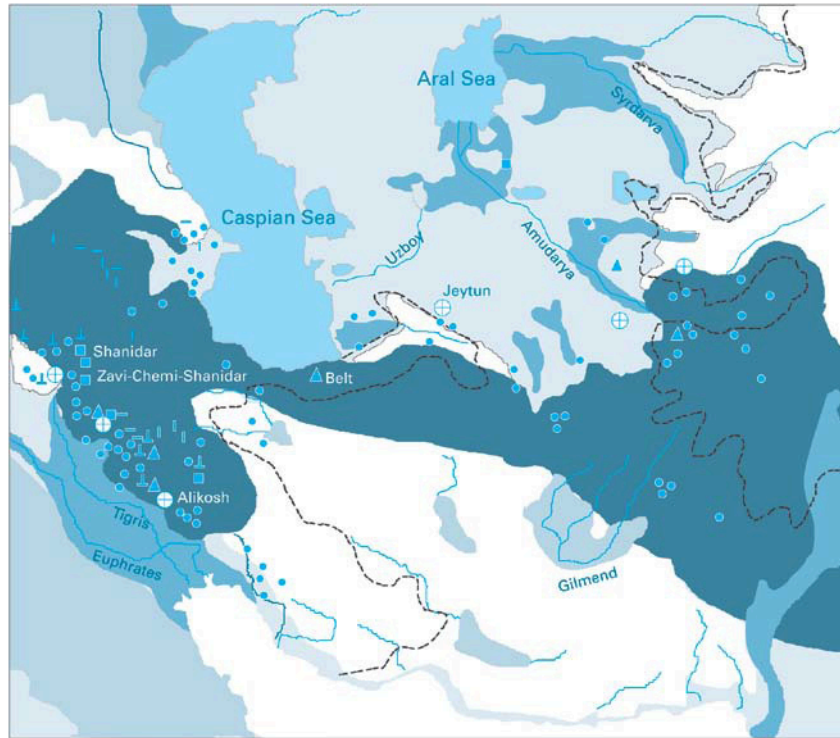 Aral Sea
Syrdarya
Caspian Sea
Uzboy
Amudarya
Jeytun
Shanidar
Zavi-Chemi-Shanidar
Belt
Alikosh
Tigris
Euphrates
Gilmend